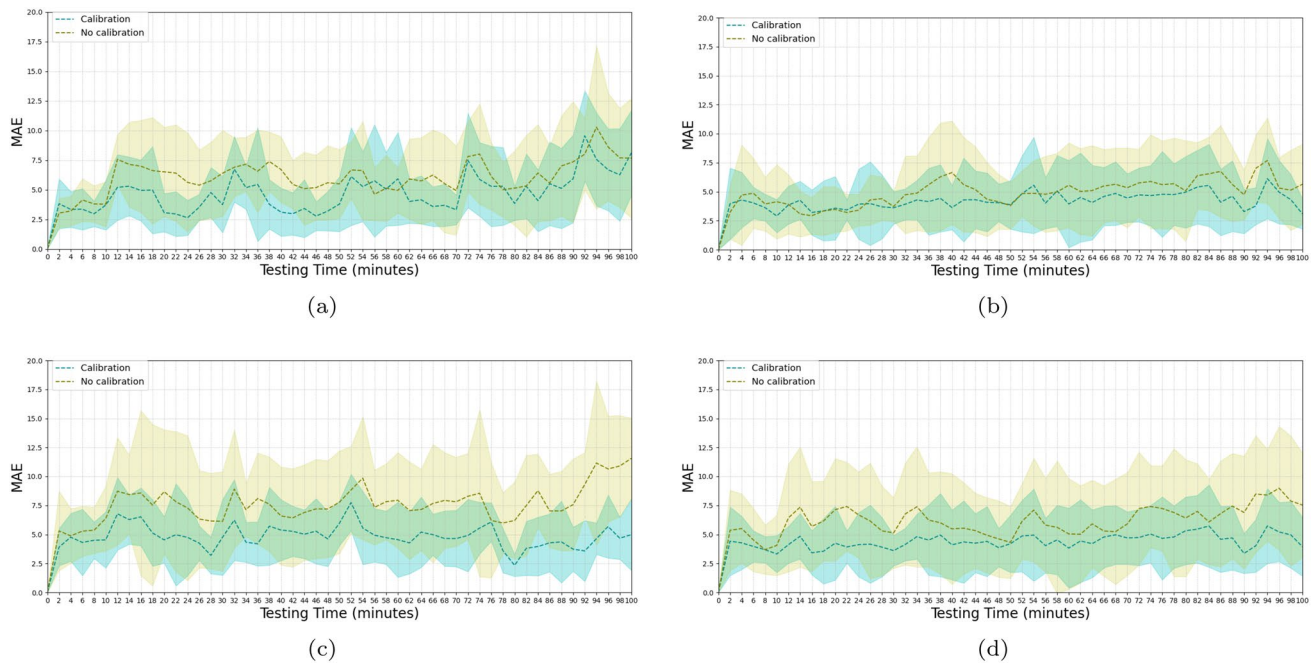 20.0
17.5
15.0
12.5
10.0
7.5
5.0
2.5
0.0
MAE
Calibration
No calibration
0 2 4 6 8 10 12 14 16 18 20 22 24 26 28 30 32 34 36 38 40 42 44 46 48 50 52 54 56 58 60 62 64 66 68 70 72 74 76 78 80 82 84 86 88 90 92 94 96 98 100
Testing Time (minutes)
(a)
20.0
17.5
15.0
12.5
10.0
7.5
5.0
2.5
0.0
MAE
Calibration
No calibration
0 2 4 6 8 10 12 14 16 18 20 22 24 26 28 30 32 34 36 38 40 42 44 46 48 50 52 54 56 58 60 62 64 66 68 70 72 74 76 78 80 82 84 86 88 90 92 94 96 98 100
Testing Time (minutes)
(b)
20.0
17.5
15.0
12.5
10.0
7.5
5.0
2.5
0.0
MAE
Calibration
No calibration
0 2 4 6 8 10 12 14 16 18 20 22 24 26 28 30 32 34 36 38 40 42 44 46 48 50 52 54 56 58 60 62 64 66 68 70 72 74 76 78 80 82 84 86 88 90 92 94 96 98 100
Testing Time (minutes)
(c)
20.0
17.5
15.0
12.5
10.0
7.5
5.0
2.5
0.0
MAE
Calibration
No calibration
0 2 4 6 8 10 12 14 16 18 20 22 24 26 28 30 32 34 36 38 40 42 44 46 48 50 52 54 56 58 60 62 64 66 68 70 72 74 76 78 80 82 84 86 88 90 92 94 96 98 100
Testing Time (minutes)
(d)